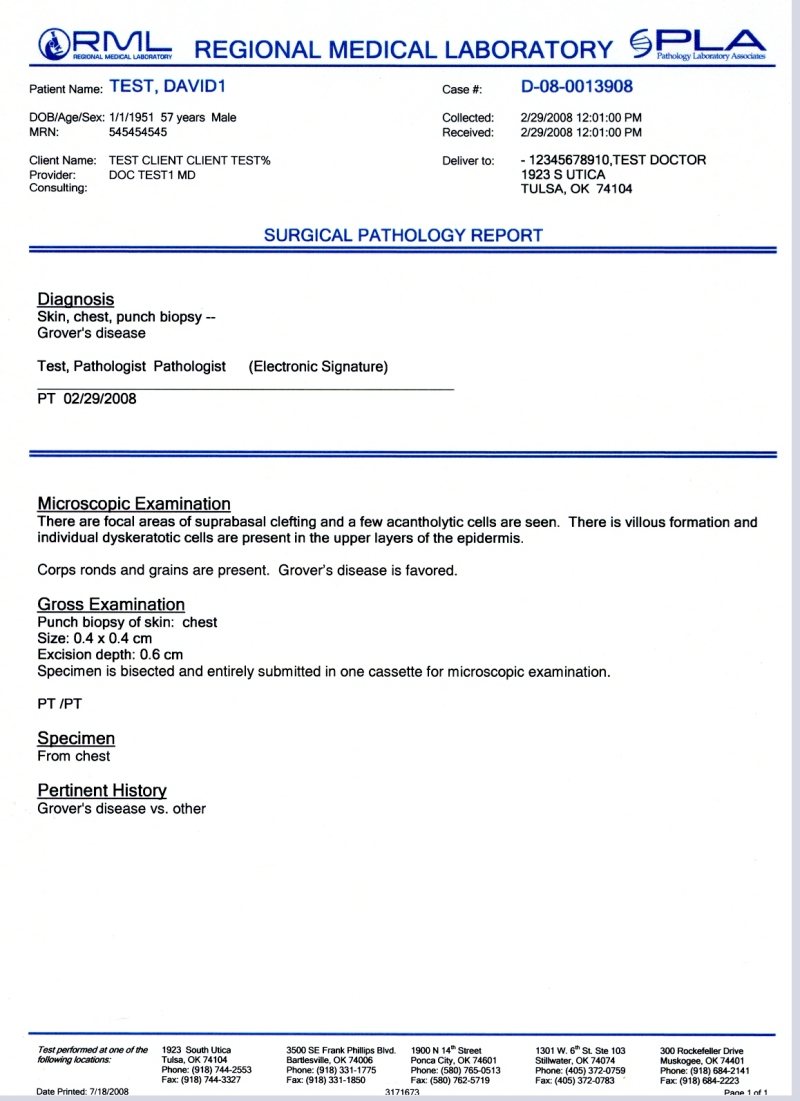 RML REGIONAL MEDICAL LABORATORY PLA
REGIONAL MEDICAL LABORATORY Pathology Laboratory Associates
Patient Name: TEST, DAVID1 Case #: D-08-0013908
DOB/Age/Sex: 1/1/1951 57 years Male Collected: 2/29/2008 12:01:00 PM
MRN: 545454545 Received: 2/29/2008 12:01:00 PM
Client Name: TEST CLIENT CLIENT TEST% Deliver to: - 12345678910,TEST DOCTOR
Provider: DOC TEST1 MD 1923 S UTICA
Consulting: TULSA, OK 74104
SURGICAL PATHOLOGY REPORT
Diagnosis
Skin, chest, punch biopsy --
Grover's disease
Test, Pathologist Pathologist (Electronic Signature)
PT 02/29/2008
Microscopic Examination
There are focal areas of suprabasal clefting and a few acantholytic cells are seen. There is villous formation and
individual dyskeratotic cells are present in the upper layers of the epidermis.
Corps ronds and grains are present. Grover's disease is favored.
Gross Examination
Punch biopsy of skin: chest
Size: 0.4 x 0.4 cm
Excision depth: 0.6 cm
Specimen is bisected and entirely submitted in one cassette for microscopic examination.
PT /PT
Specimen
From chest
Pertinent History
Grover's disease vs. other
Test performed at one of the 1923 South Utica 3500 SE Frank Phillips Blvd. 1900 N 14th Street 1301 W. 6th St. Ste 103 300 Rockefeller Drive
following locations: Tulsa, OK 74104 Bartlesville, OK 74006 Ponca City, OK 74601 Stillwater, OK 74074 Muskogee, OK 74401
Phone: (918) 744-2553 Phone: (918) 331-1775 Phone: (580) 765-0513 Phone: (405) 372-0759 Phone: (918) 684-2141
Fax: (918) 744-3327 Fax: (918) 331-1850 Fax: (580) 762-5719 Fax: (405) 372-0783 Fax: (918) 684-2223
Date Printed: 7/18/2008 3171673 Page 1 of 1